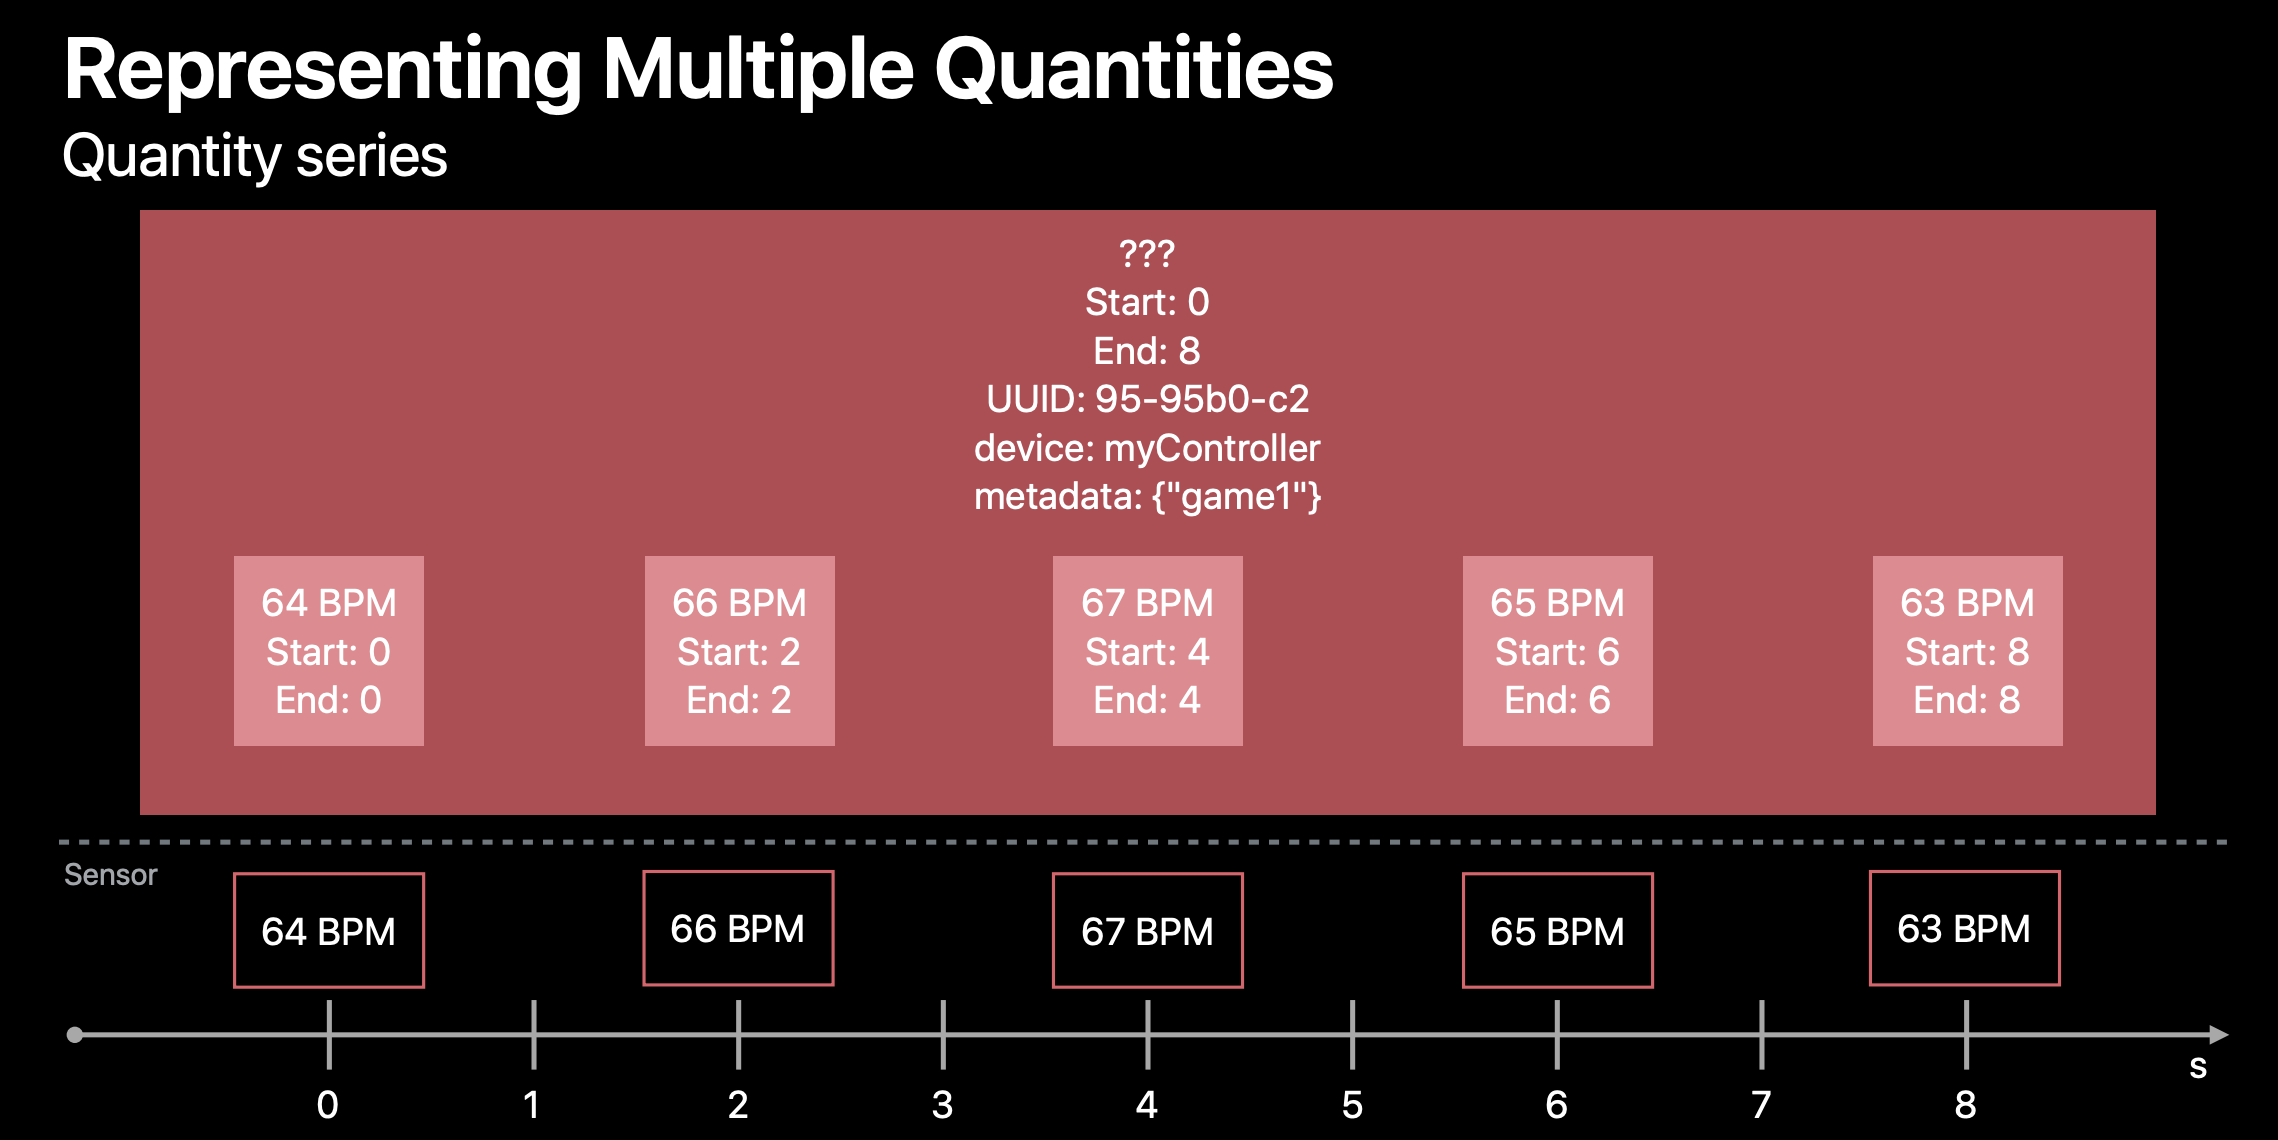 Representing Multiple Quantities
Quantity series
???
Start: 0
End: 8
UUID: 95-95b0-c2
device: myController
metadata: {"game1"}
64 BPM
Start: 0
End: 0
66 BPM
Start: 2
End: 2
67 BPM
Start: 4
End: 4
65 BPM
Start: 6
End: 6
63 BPM
Start: 8
End: 8
Sensor
64 BPM
66 BPM
67 BPM
65 BPM
63 BPM
s
0 1 2 3 4 5 6 7 8